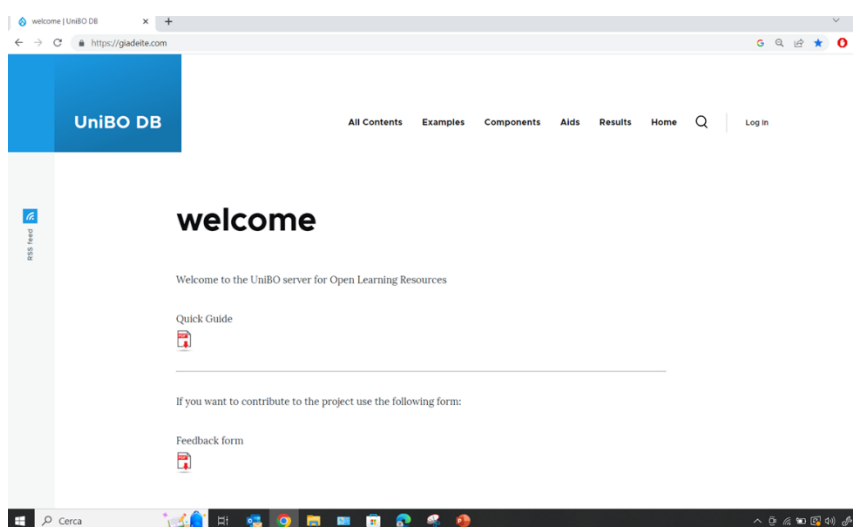 welcome | UniBO DB
https://giadeite.com
UniBO DB
All Contents Examples Components Aids Results Home Log in
RSS feed
welcome
Welcome to the UniBO server for Open Learning Resources
Quick Guide
PDF
If you want to contribute to the project use the following form:
Feedback form
PDF
Cerca